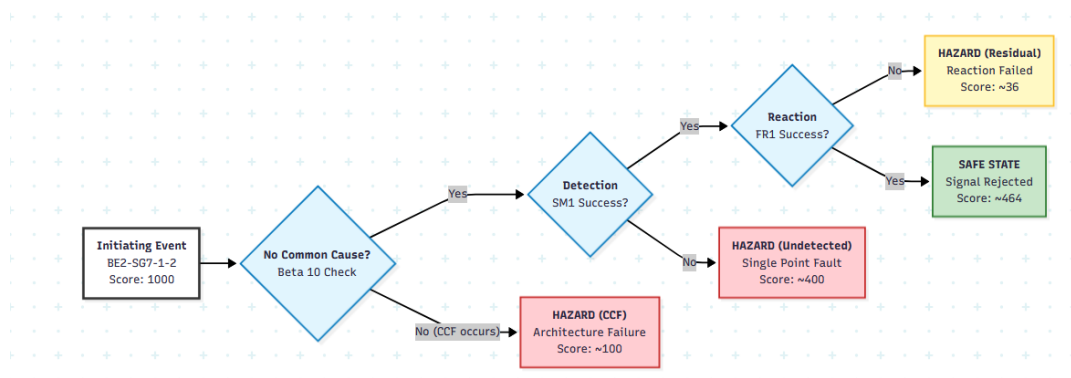 Initiating Event
BE2-SG7-1-2
Score: 1000
No Common Cause?
Beta 10 Check
Yes
No (CCF occurs)
HAZARD (CCF)
Architecture Failure
Score: ~100
Detection
SM1 Success?
Yes
No
HAZARD (Undetected)
Single Point Fault
Score: ~400
Reaction
FR1 Success?
No
HAZARD (Residual)
Reaction Failed
Score: ~36
Yes
SAFE STATE
Signal Rejected
Score: ~464